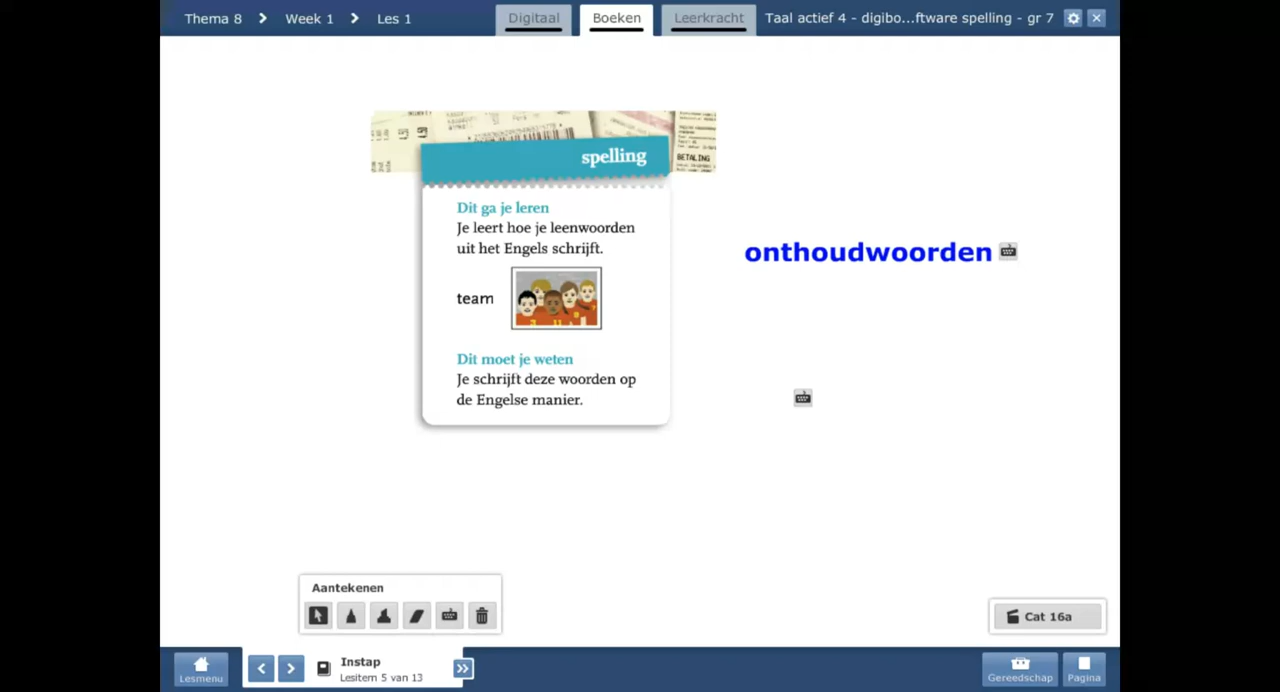 Thema 8 > Week 1 > Les 1
Digitaal
Boeken
Leerkracht
Taal actief 4 - digibo...ftware spelling - gr 7
BETALING
spelling
Dit ga je leren
Je leert hoe je leenwoorden
uit het Engels schrijft.
team
Dit moet je weten
Je schrijft deze woorden op
de Engelse manier.
onthoudwoorden
Aantekenen
Cat 16a
Lesmenu
Instap
Lesitem 5 van 13
Gereedschap
Pagina